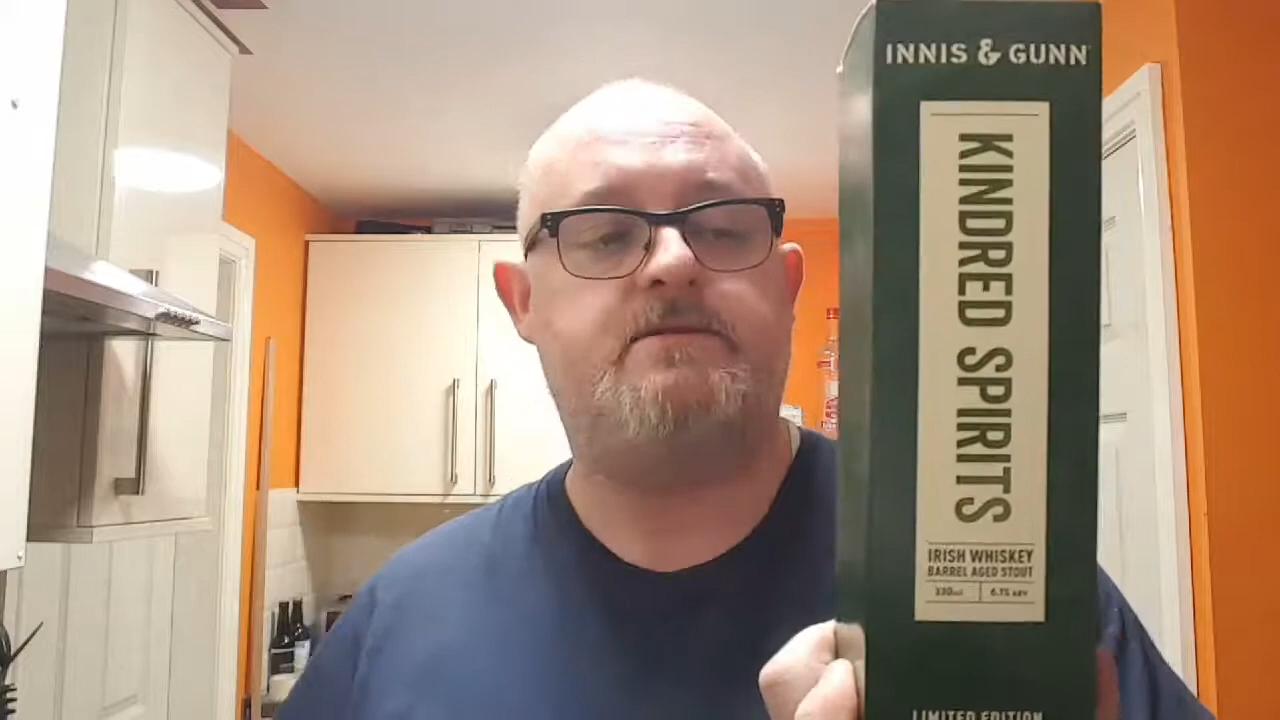 INNIS & GUNN
KINDRED SPIRITS
IRISH WHISKEY
BARREL AGED STOUT
330ml 6.1% ABV
LIMITED EDITION